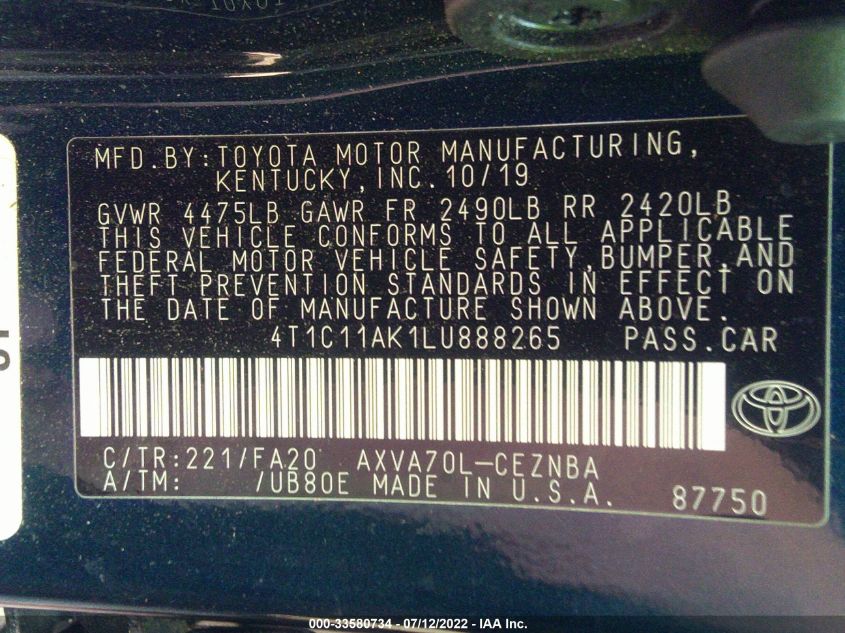 MFD.BY:TOYOTA MOTOR MANUFACTURING,
KENTUCKY,INC.10/19
GVWR 4475LB GAWR FR 2490LB RR 2420LB
THIS VEHICLE CONFORMS TO ALL APPLICABLE
FEDERAL MOTOR VEHICLE SAFETY,BUMPER,AND
THEFT PREVENTION STANDARDS IN EFFECT ON
THE DATE OF MANUFACTURE SHOWN ABOVE.
4T1C11AK1LU888265 PASS.CAR
C/TR:221/FA20 AXVA70L-CEZNBA
A/TM: /UB80E MADE IN U.S.A. 87750
000-33580734 - 07/12/2022 - IAA Inc.